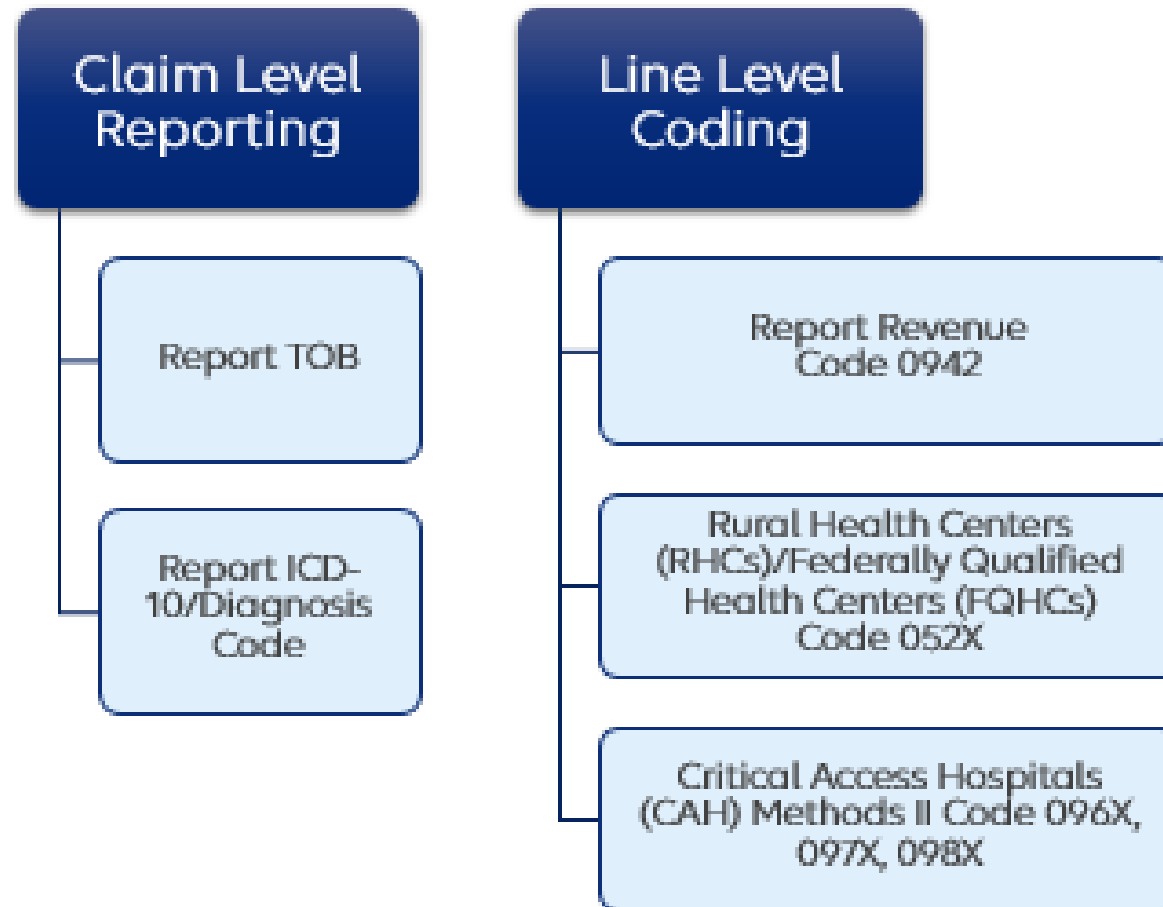 Claim Level
Reporting
Report TOB
Report ICD-
10/Diagnosis
Code
Line Level
Coding
Report Revenue
Code 0942
Rural Health Centers
(RHCs)/Federally Qualified
Health Centers (FQHCs)
Code 052X
Critical Access Hospitals
(CAH) Methods II Code 096X,
097X, 098X